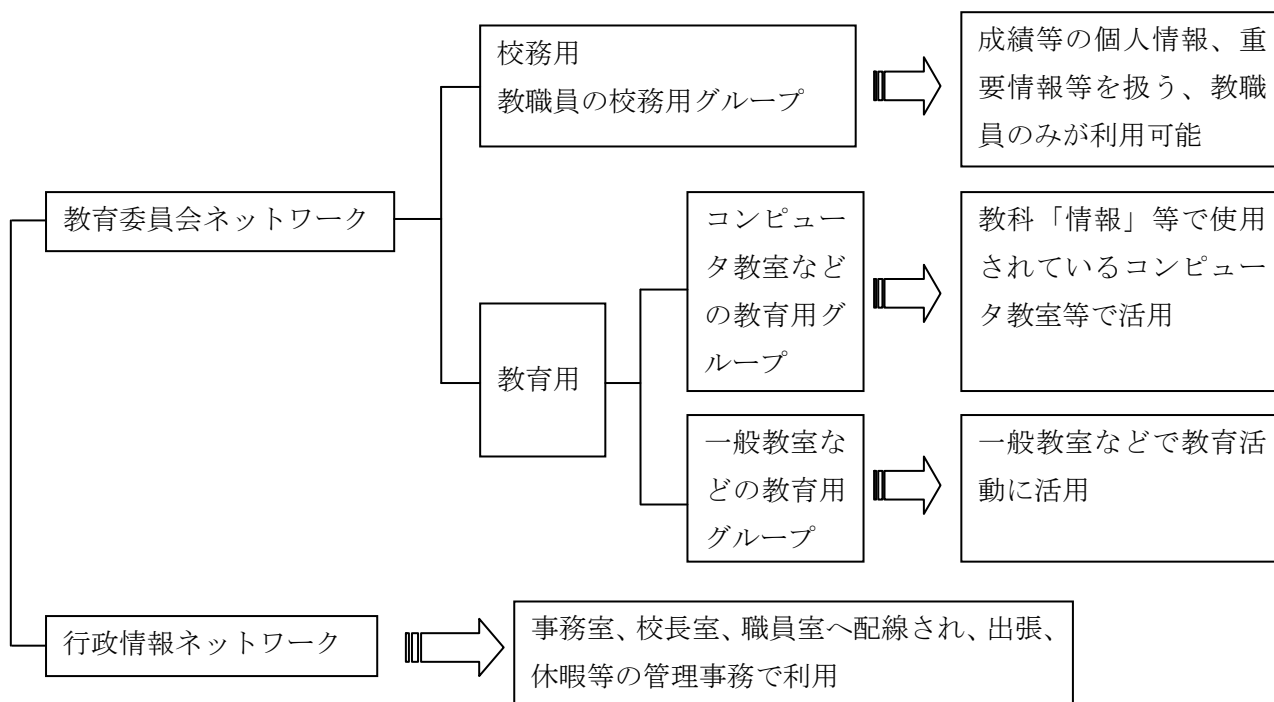 校務用
教職員の校務用グループ
成績等の個人情報、重
要情報等を扱う、教職
員のみが利用可能
教育委員会ネットワーク
教育用
コンピュー
タ教室など
の教育用グ
ループ
教科「情報」等で使用
されているコンピュー
タ教室等で活用
一般教室な
どの教育用
グループ
一般教室などで教育活
動に活用
行政情報ネットワーク
事務室、校長室、職員室へ配線され、出張、
休暇等の管理事務で利用